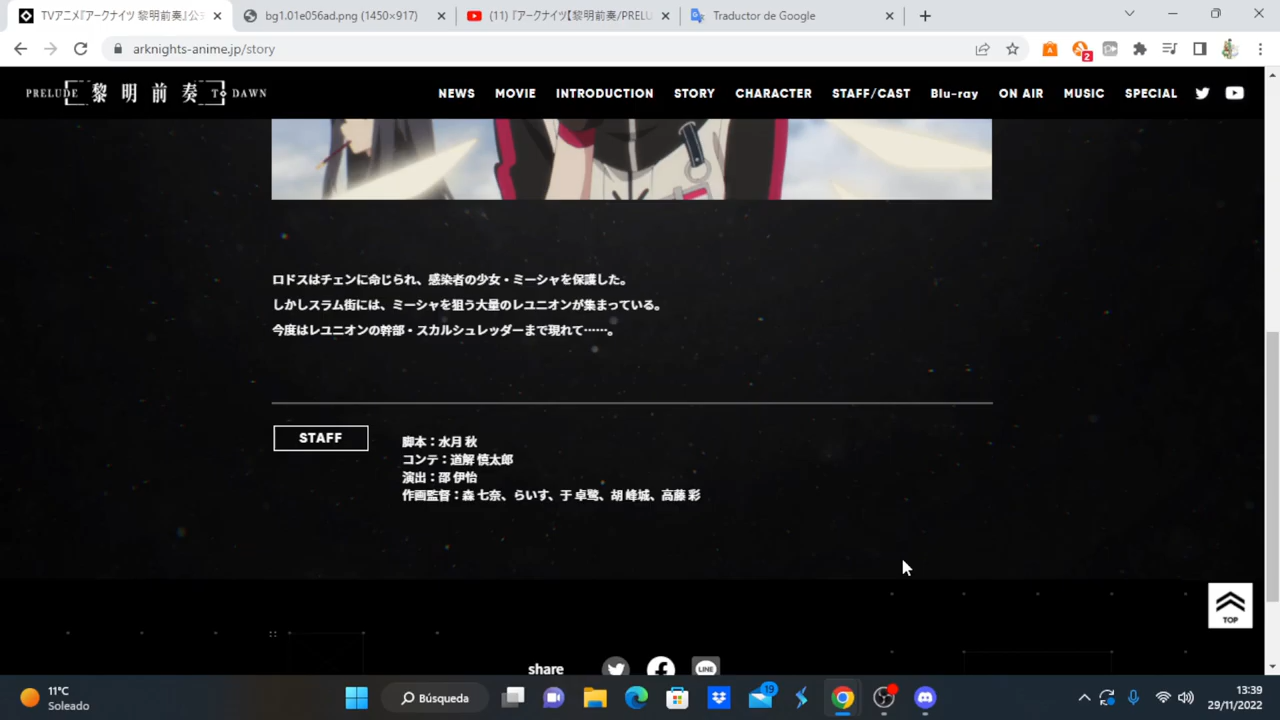 TVアニメ『アークナイツ 黎明前奏』公式
bg1.01e056ad.png (1450×917)
(11) 『アークナイツ【黎明前奏/PRELU
Traductor de Google
arknights-anime.jp/story
2
PRELUDE 黎明前奏 TO DAWN
NEWS MOVIE INTRODUCTION STORY CHARACTER STAFF/CAST Blu-ray ON AIR MUSIC SPECIAL
ロドスはチェンに命じられ、感染者の少女・ミーシャを保護した。
しかしスラム街には、ミーシャを狙う大量のレユニオンが集まっている。
今度はレユニオンの幹部・スカルシュレッダーまで現れて……。
STAFF
脚本：水月 秋
コンテ：道解 慎太郎
演出：邵 伊怡
作画監督：森 七奈、らいす、于 卓鹭、胡 峰城、高藤 彩
TOP
share
LINE
11°C
Soleado
Búsqueda
19
13:39
29/11/2022